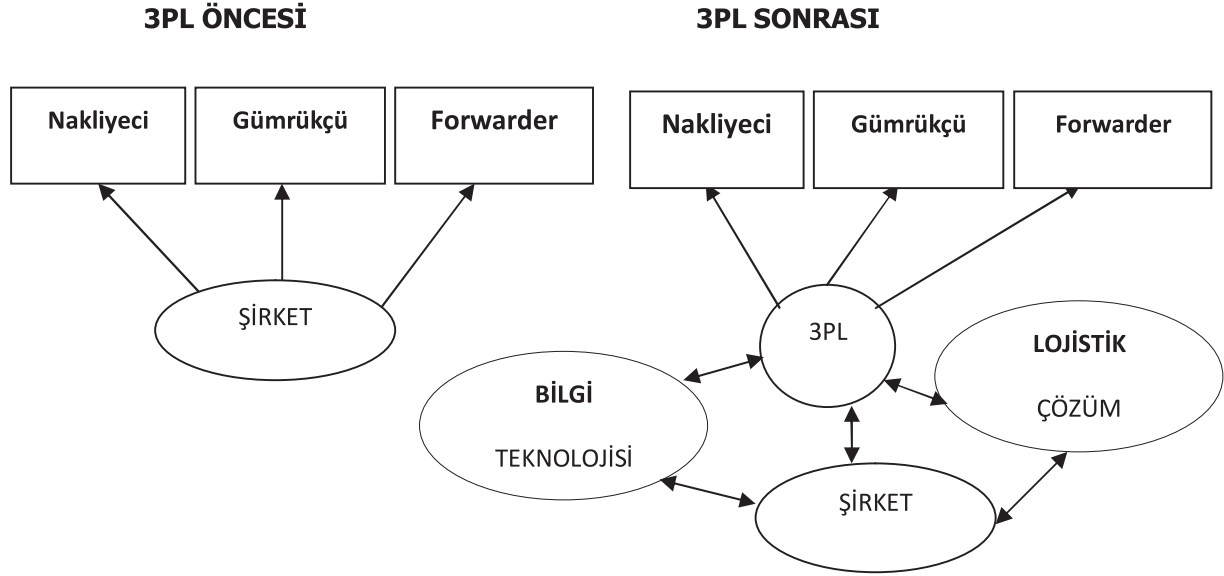 3PL ÖNCESİ
3PL SONRASI
Nakliyeci
Gümrükçü
Forwarder
Nakliyeci
Gümrükçü
Forwarder
ŞİRKET
3PL
LOJİSTİK
ÇÖZÜM
BİLGİ
TEKNOLOJİSİ
ŞİRKET